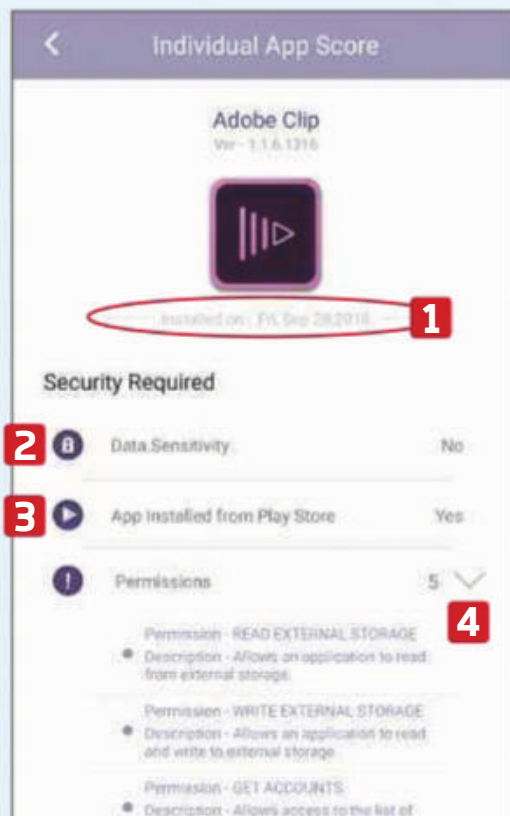 Individual App Score
Adobe Clip
Ver - 1.1.6.1316
Installed on : Fri, Sep 28,2018
1
Security Required
2 Data Sensitivity No
3 App Installed from Play Store Yes
Permissions 5
4
Permission - READ EXTERNAL STORAGE
Description - Allows an application to read
from external storage.
Permission - WRITE EXTERNAL STORAGE
Description - Allows an application to read
and write to external storage
Permission - GET ACCOUNTS
Description - Allows access to the list of